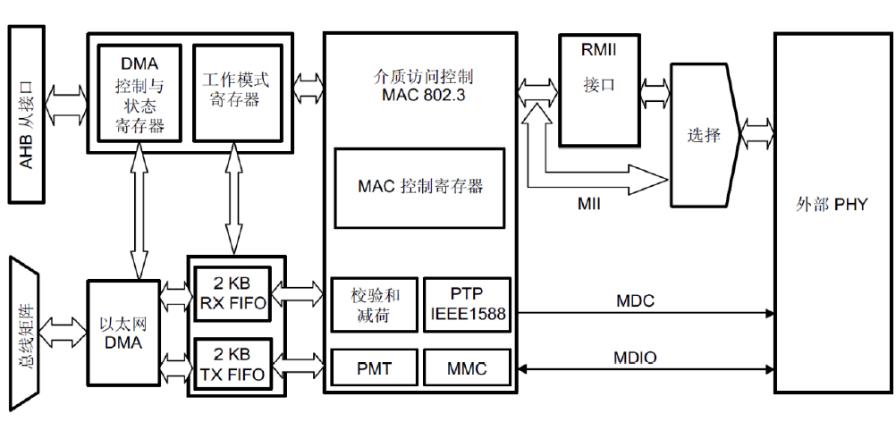 AHB 从接口
DMA
控制与
状态
寄存器
工作模式
寄存器
介质访问控制
MAC 802.3
RMII
接口
选择
外部 PHY
MAC 控制寄存器
MII
总线矩阵
以太网
DMA
2 KB
RX FIFO
2 KB
TX FIFO
校验和
减荷
PTP
IEEE1588
PMT
MMC
MDC
MDIO